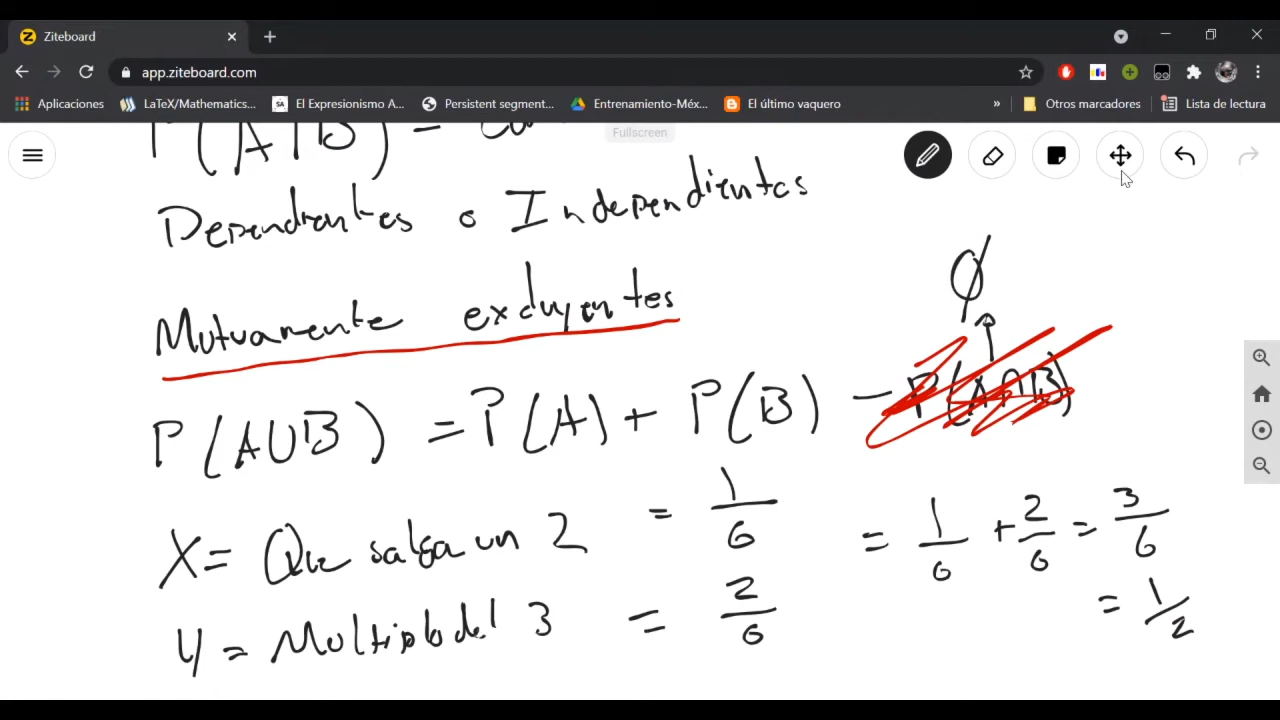 Ziteboard
app.ziteboard.com
Aplicaciones LaTeX/Mathematics... El Expresionismo A... Persistent segment... Entrenamiento-Méx... El último vaquero » Otros marcadores Lista de lectura
Fullscreen
P(A∩B) =
Dependientes o Independientes
∅
Mutuamente excluyentes
P(A∪B) = P(A) + P(B) - P(A∩B)
X = Que salga un 2 = 1/6 = 1/6 + 2/6 = 3/6
Y = Multiplo del 3 = 2/6 = 1/2